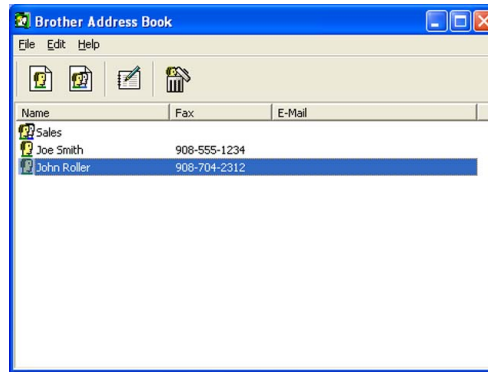 Brother Address Book
File Edit Help
Name Fax E-Mail
Sales
Joe Smith 908-555-1234
John Roller 908-704-2312